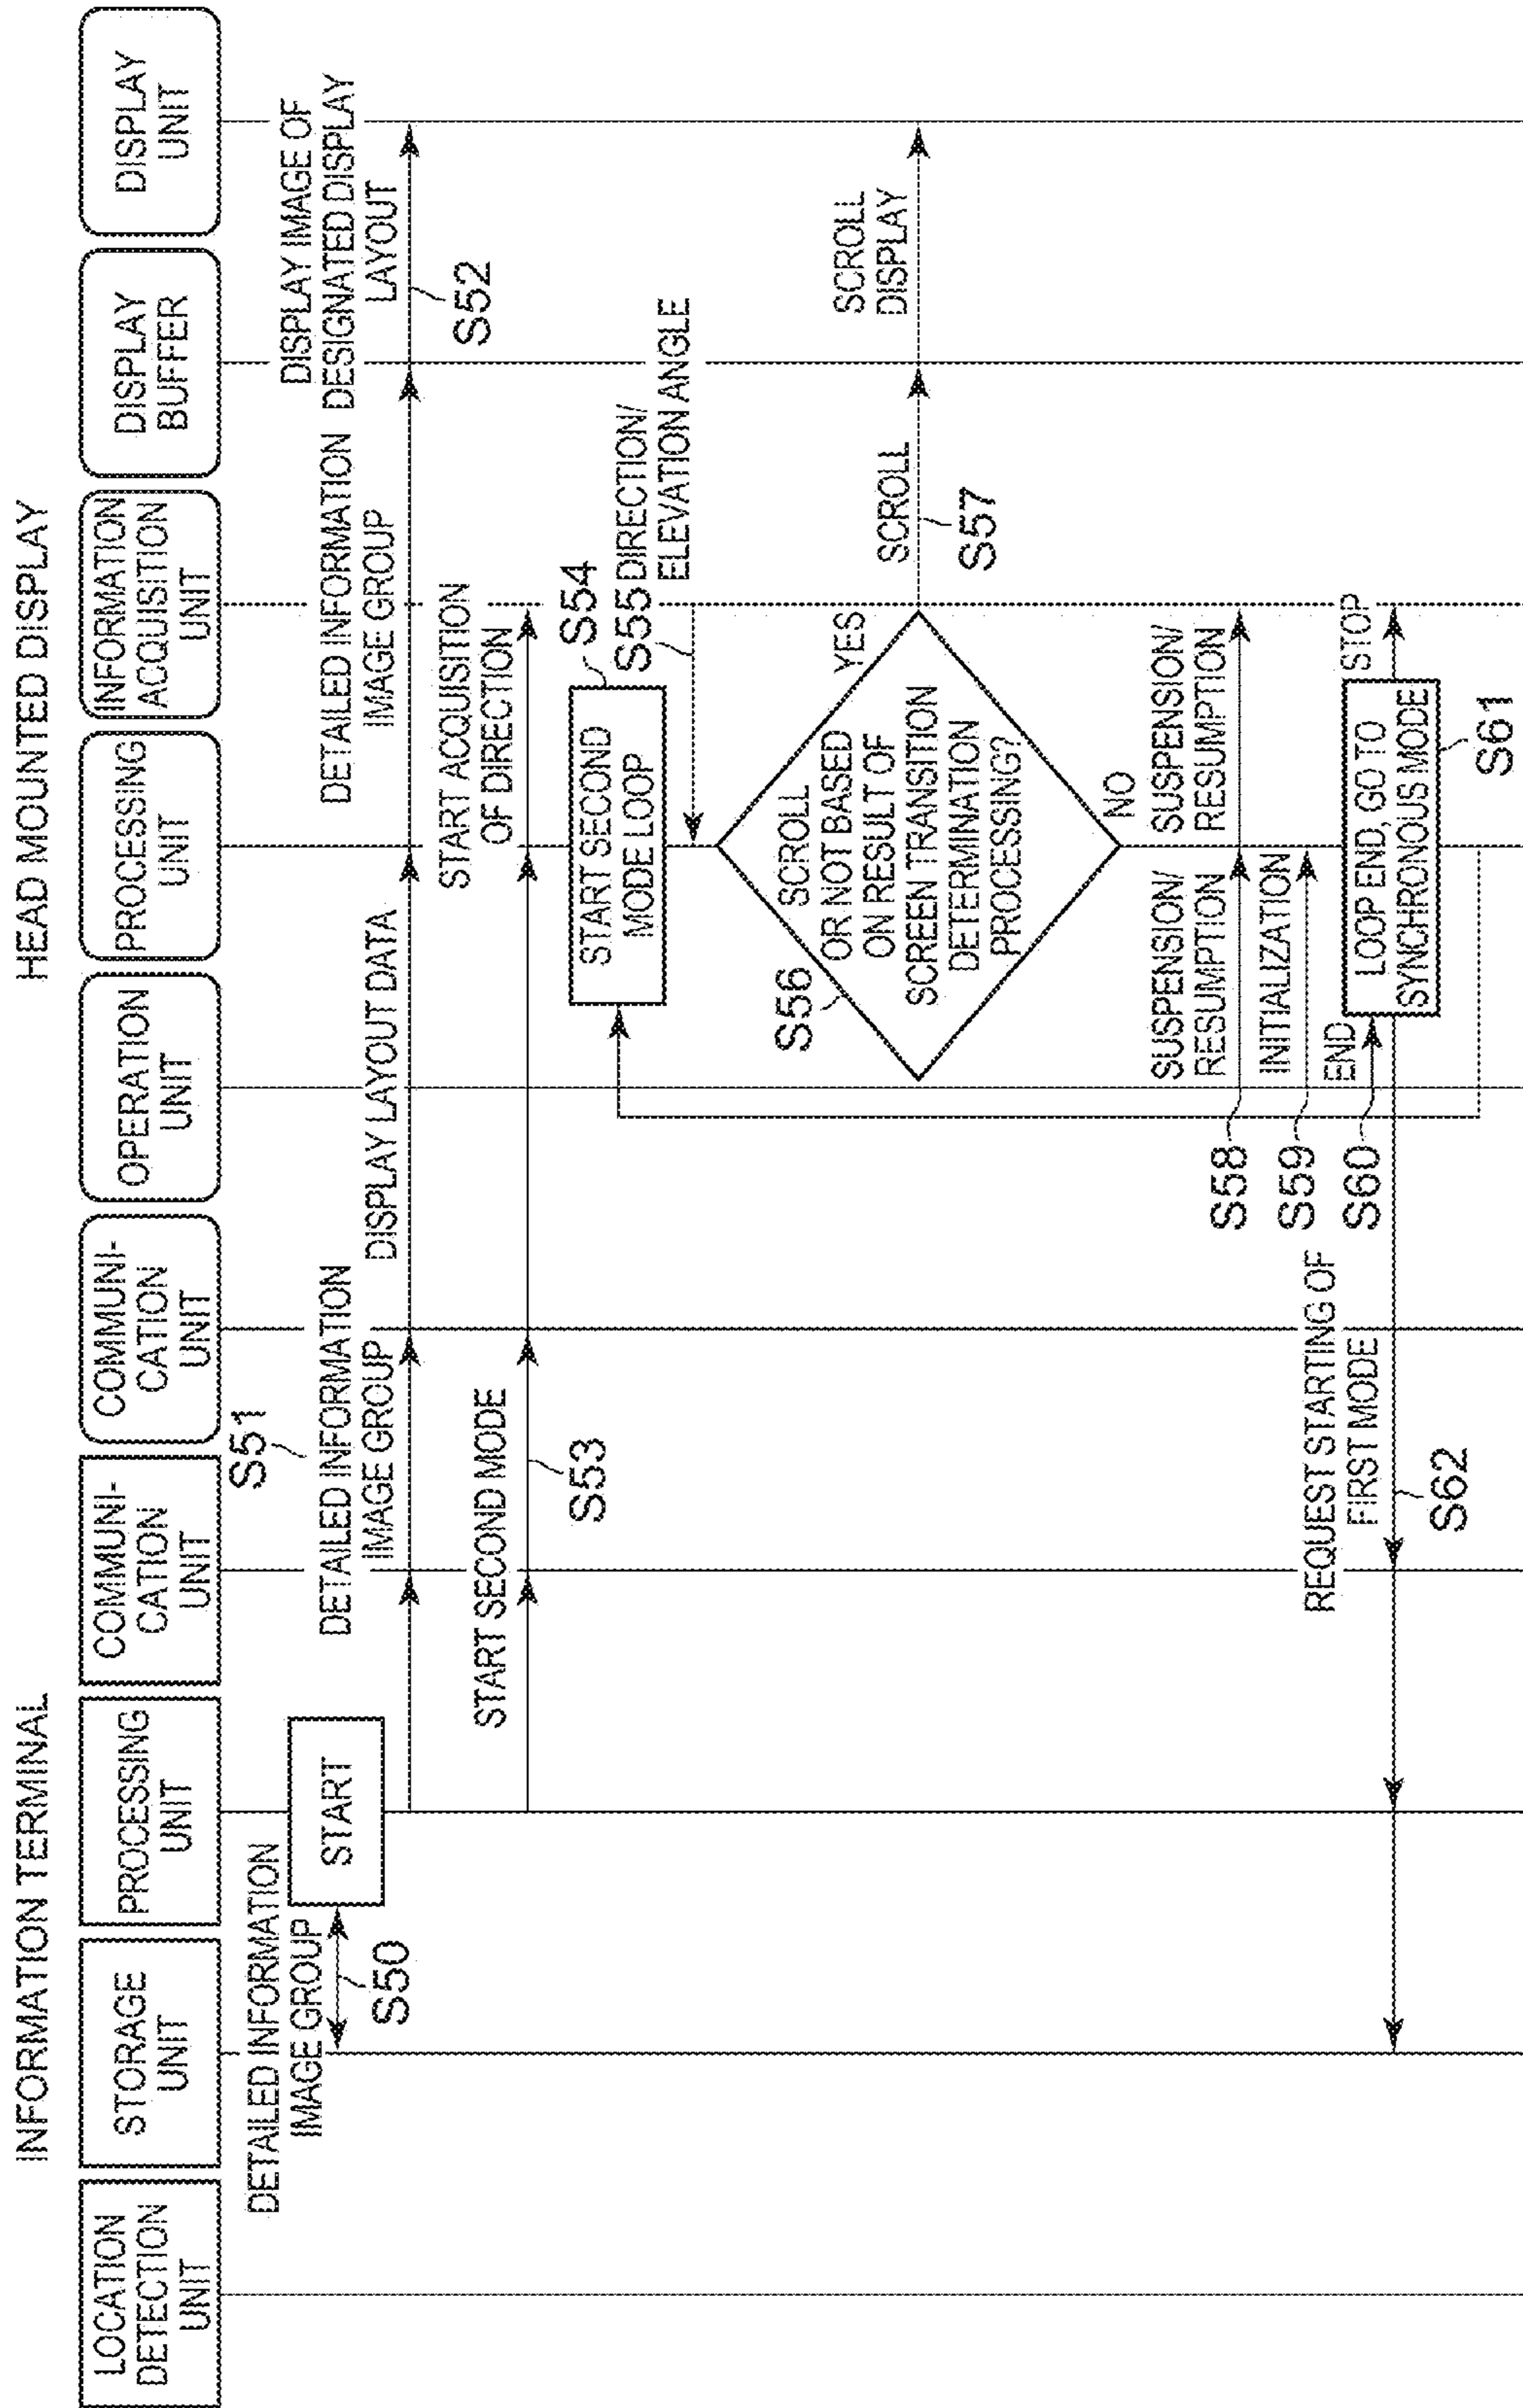 INFORMATION TERMINAL
HEAD MOUNTED DISPLAY
LOCATION
DETECTION
UNIT
STORAGE
UNIT
PROCESSING
UNIT
COMMUNI-
CATION
UNIT
COMMUNI-
CATION
UNIT
OPERATION
UNIT
PROCESSING
UNIT
INFORMATION
ACQUISITION
UNIT
DISPLAY
BUFFER
DISPLAY
UNIT
DETAILED INFORMATION
IMAGE GROUP
S50
START
S51
DETAILED INFORMATION
IMAGE GROUP
DISPLAY LAYOUT DATA
DETAILED INFORMATION
IMAGE GROUP
DISPLAY IMAGE OF
DESIGNATED DISPLAY
LAYOUT
S52
START SECOND MODE
S53
START ACQUISITION
OF DIRECTION
START SECOND
MODE LOOP
S54
S55
DIRECTION/
ELEVATION ANGLE
S56
SCROLL
OR NOT BASED
ON RESULT OF
SCREEN TRANSITION
DETERMINATION
PROCESSING?
YES
NO
SCROLL
S57
SCROLL
DISPLAY
SUSPENSION/
RESUMPTION
SUSPENSION/
RESUMPTION
S58
INITIALIZATION
S59
END
S60
LOOP END, GO TO
SYNCHRONOUS MODE
STOP
S61
REQUEST STARTING OF
FIRST MODE
S62